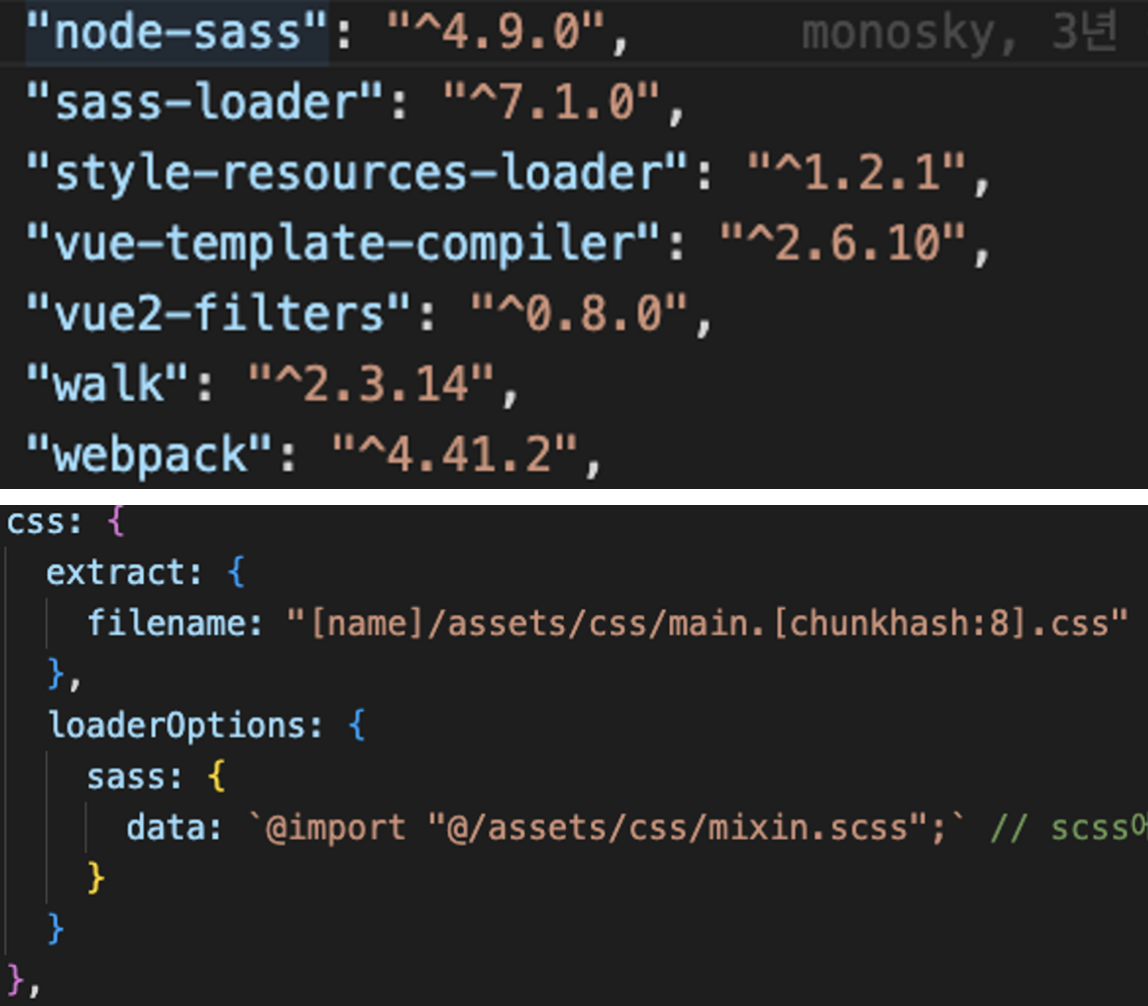 "node-sass": "^4.9.0", monosky, 3년
"sass-loader": "^7.1.0",
"style-resources-loader": "^1.2.1",
"vue-template-compiler": "^2.6.10",
"vue2-filters": "^0.8.0",
"walk": "^2.3.14",
"webpack": "^4.41.2",
css: {
extract: {
filename: "[name]/assets/css/main.[chunkhash:8].css"
},
loaderOptions: {
sass: {
data: `@import "@/assets/css/mixin.scss";` // scss
}
}
},